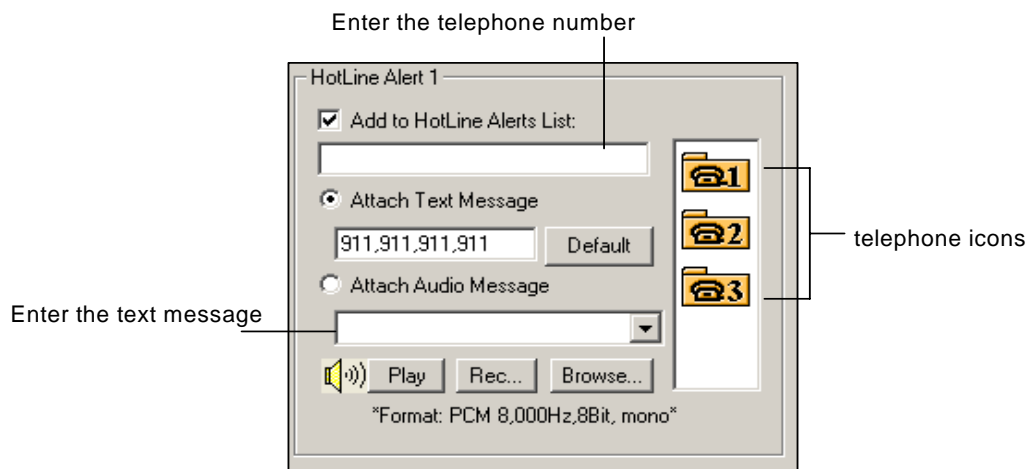 Enter the telephone number
HotLine Alert 1
Add to HotLine Alerts List:
1
Attach Text Message
911,911,911,911
Default
2
telephone icons
Attach Audio Message
3
Enter the text message
Play
Rec...
Browse...
*Format: PCM 8,000Hz,8Bit, mono*